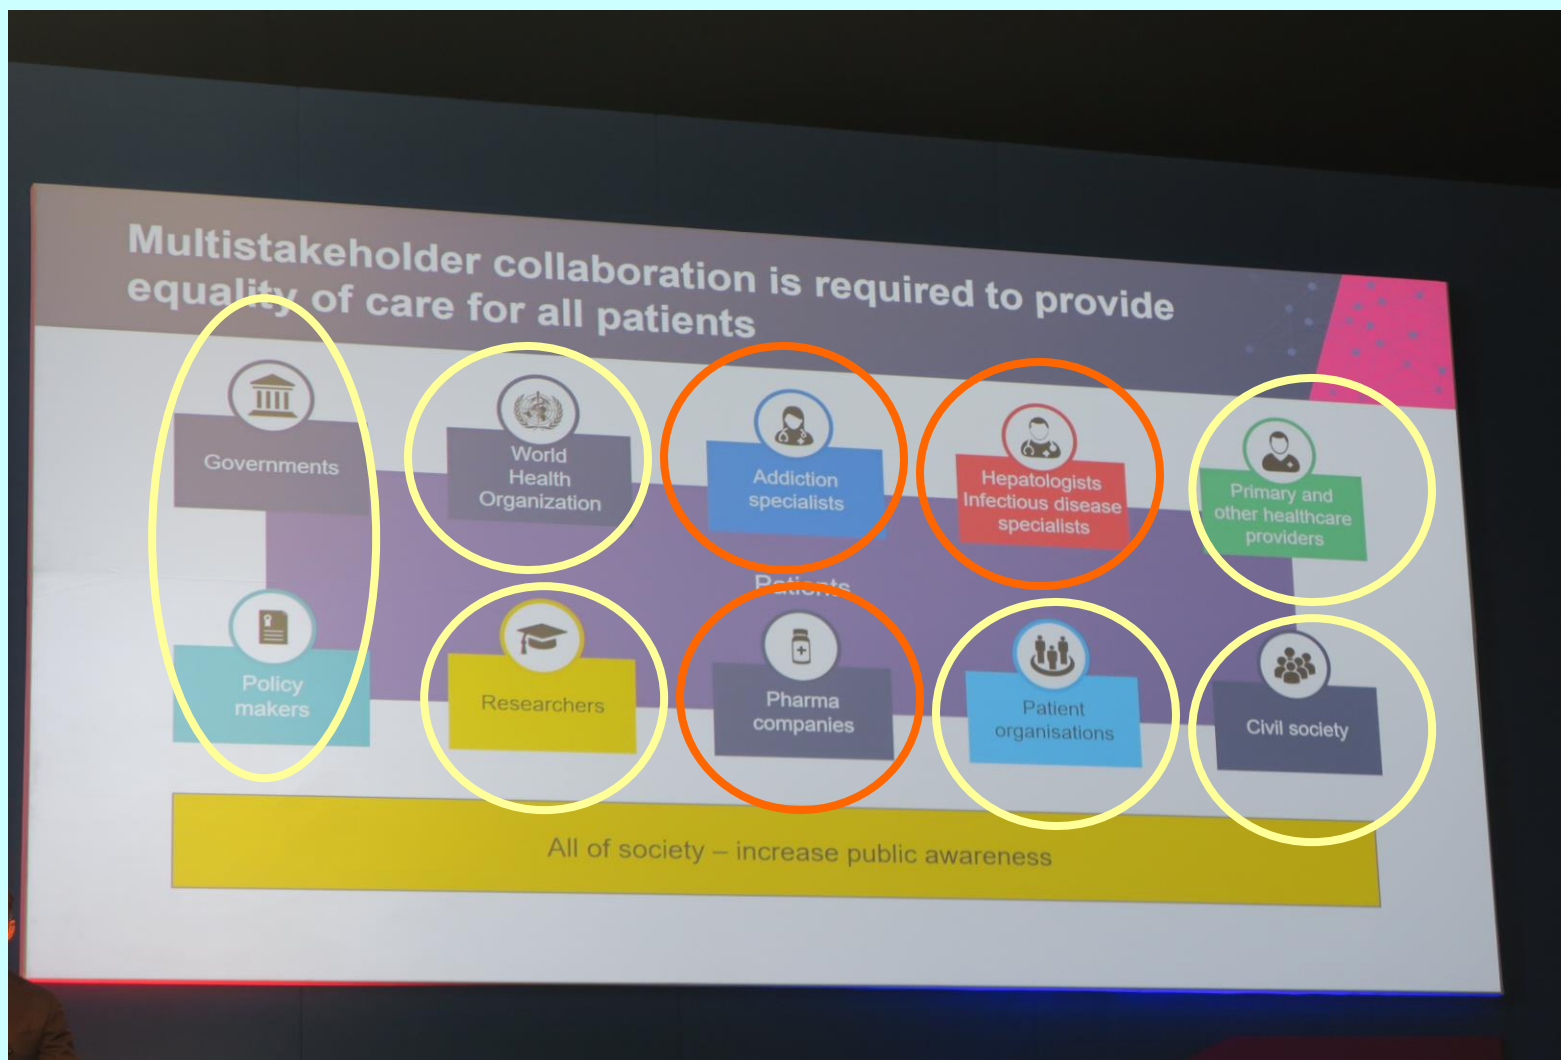 Multistakeholder collaboration is required to provide
equality of care for all patients
Governments
World
Health
Organization
Addiction
specialists
Hepatologists
Infectious disease
specialists
Primary and
other healthcare
providers
Patients
Policy
makers
Researchers
Pharma
companies
Patient
organisations
Civil society
All of society – increase public awareness